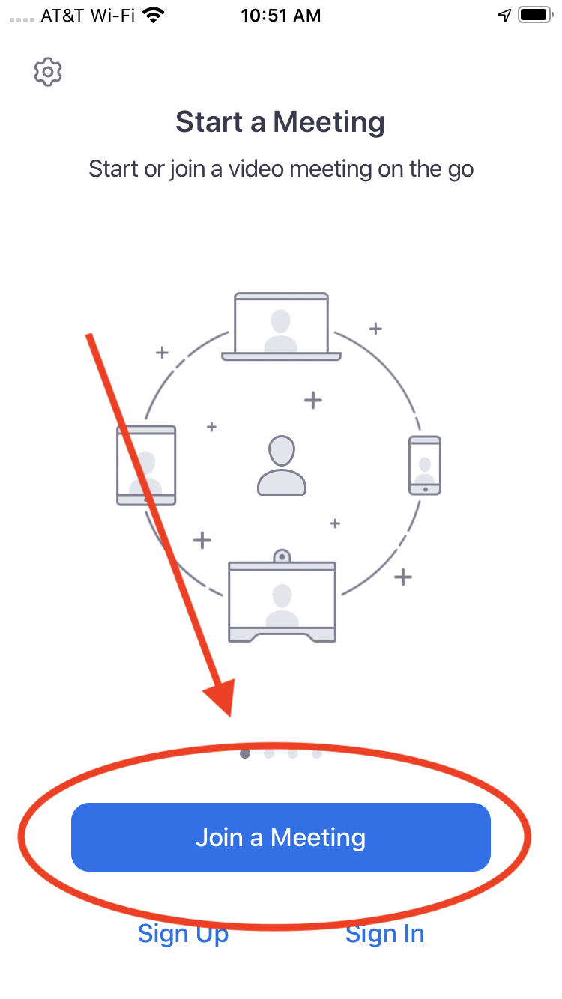 AT&T Wi-Fi 10:51 AM
Start a Meeting
Start or join a video meeting on the go
Join a Meeting
Sign Up Sign In